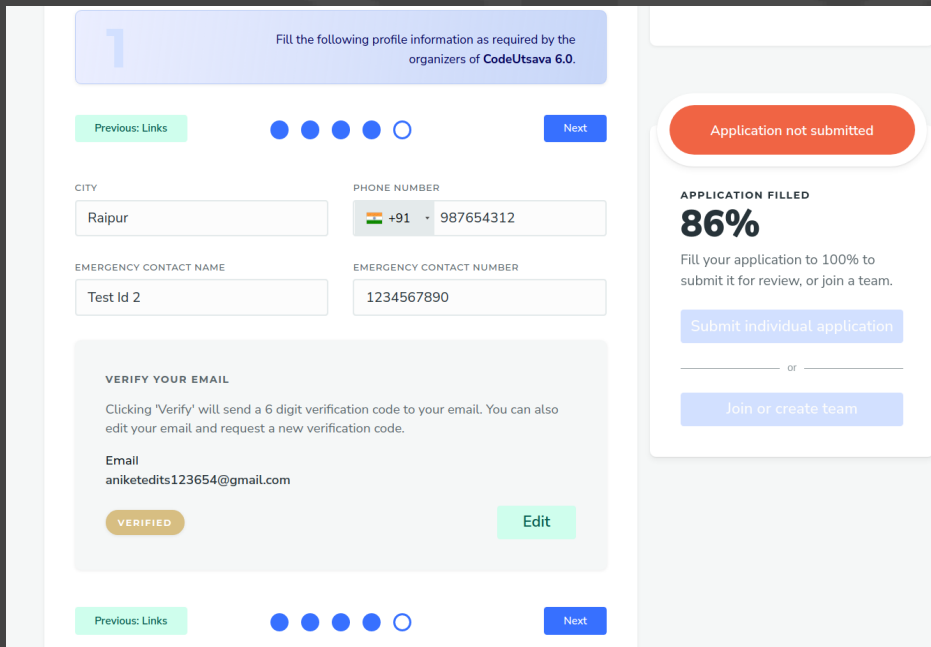 1
Fill the following profile information as required by the
organizers of CodeUtsava 6.0.
Previous: Links
Next
CITY
PHONE NUMBER
Raipur
+91
987654312
EMERGENCY CONTACT NAME
EMERGENCY CONTACT NUMBER
Test Id 2
1234567890
VERIFY YOUR EMAIL
Clicking 'Verify' will send a 6 digit verification code to your email. You can also
edit your email and request a new verification code.
Email
aniketedits123654@gmail.com
VERIFIED
Edit
Previous: Links
Next
Application not submitted
APPLICATION FILLED
86%
Fill your application to 100% to
submit it for review, or join a team.
Submit individual application
or
Join or create team